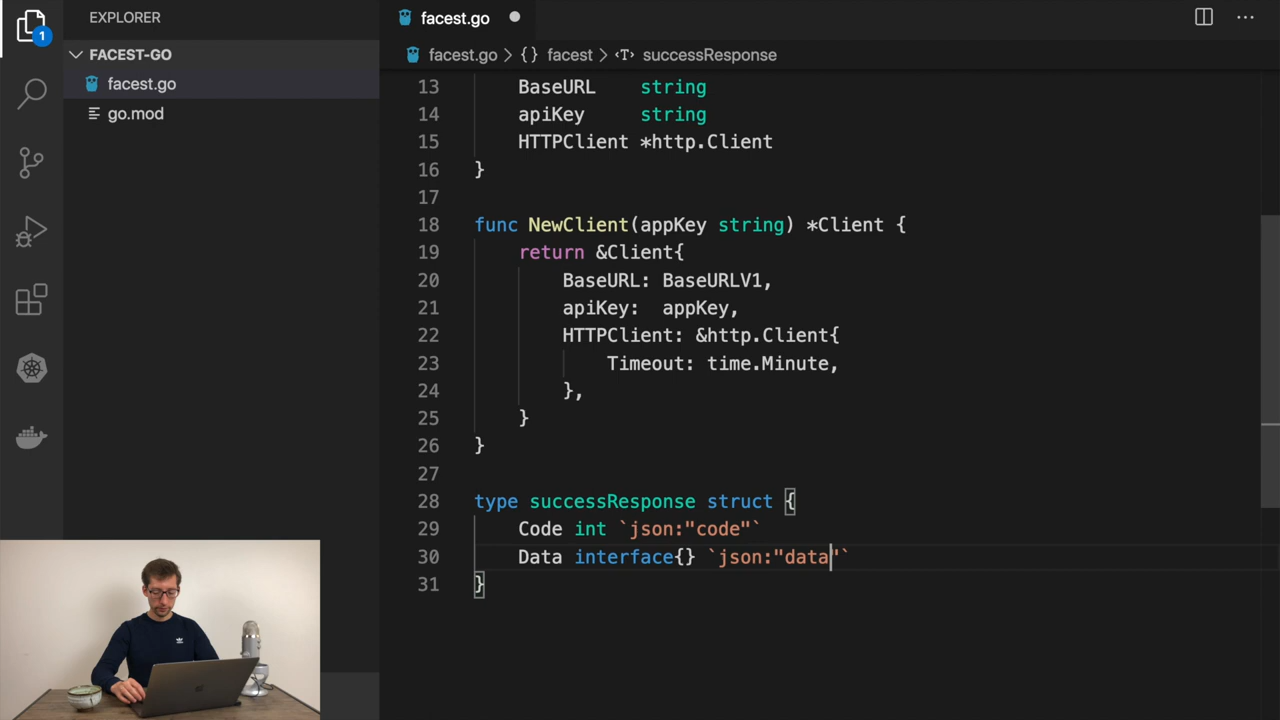 EXPLORER
1
FACEST-GO
facest.go
go.mod
facest.go
facest.go > {} facest > successResponse
13 BaseURL string
14 apiKey string
15 HTTPClient *http.Client
16 }
17
18 func NewClient(appKey string) *Client {
19 return &Client{
20 BaseURL: BaseURLV1,
21 apiKey: appKey,
22 HTTPClient: &http.Client{
23 Timeout: time.Minute,
24 },
25 }
26 }
27
28 type successResponse struct {
29 Code int `json:"code"`
30 Data interface{} `json:"data"`
31 }